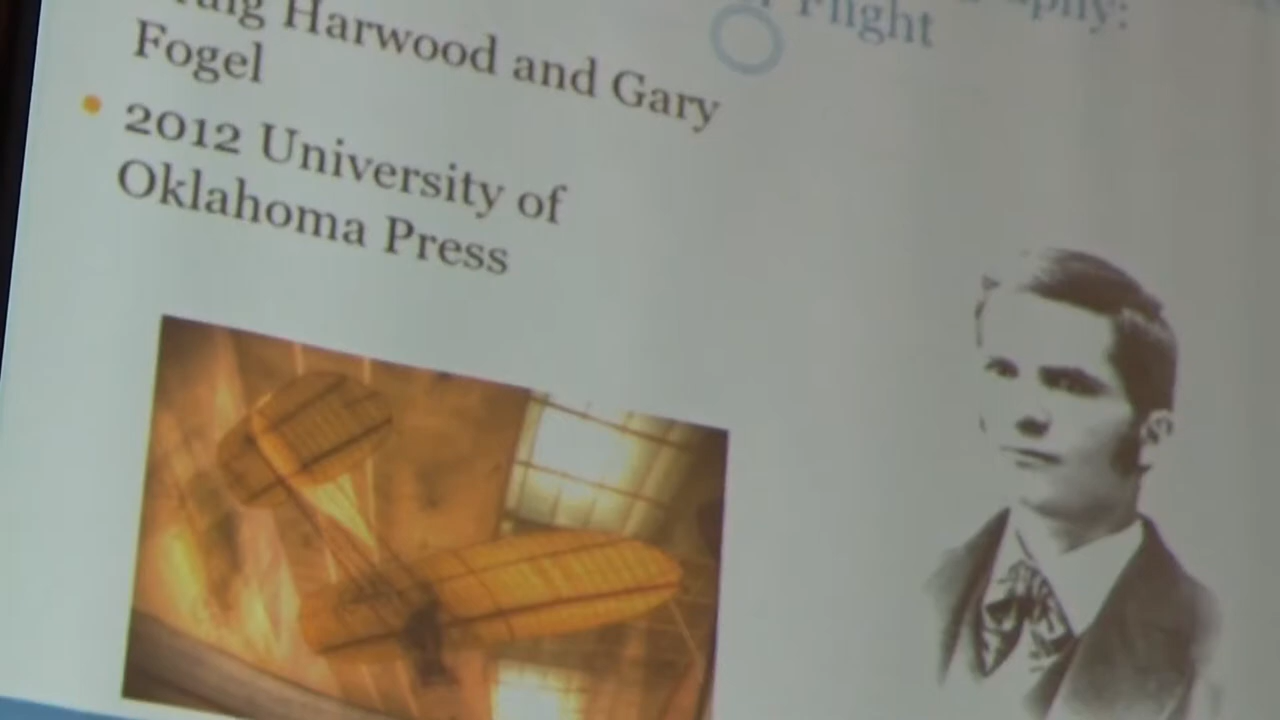 Flight
Harwood and Gary
Fogel
2012 University of
Oklahoma Press